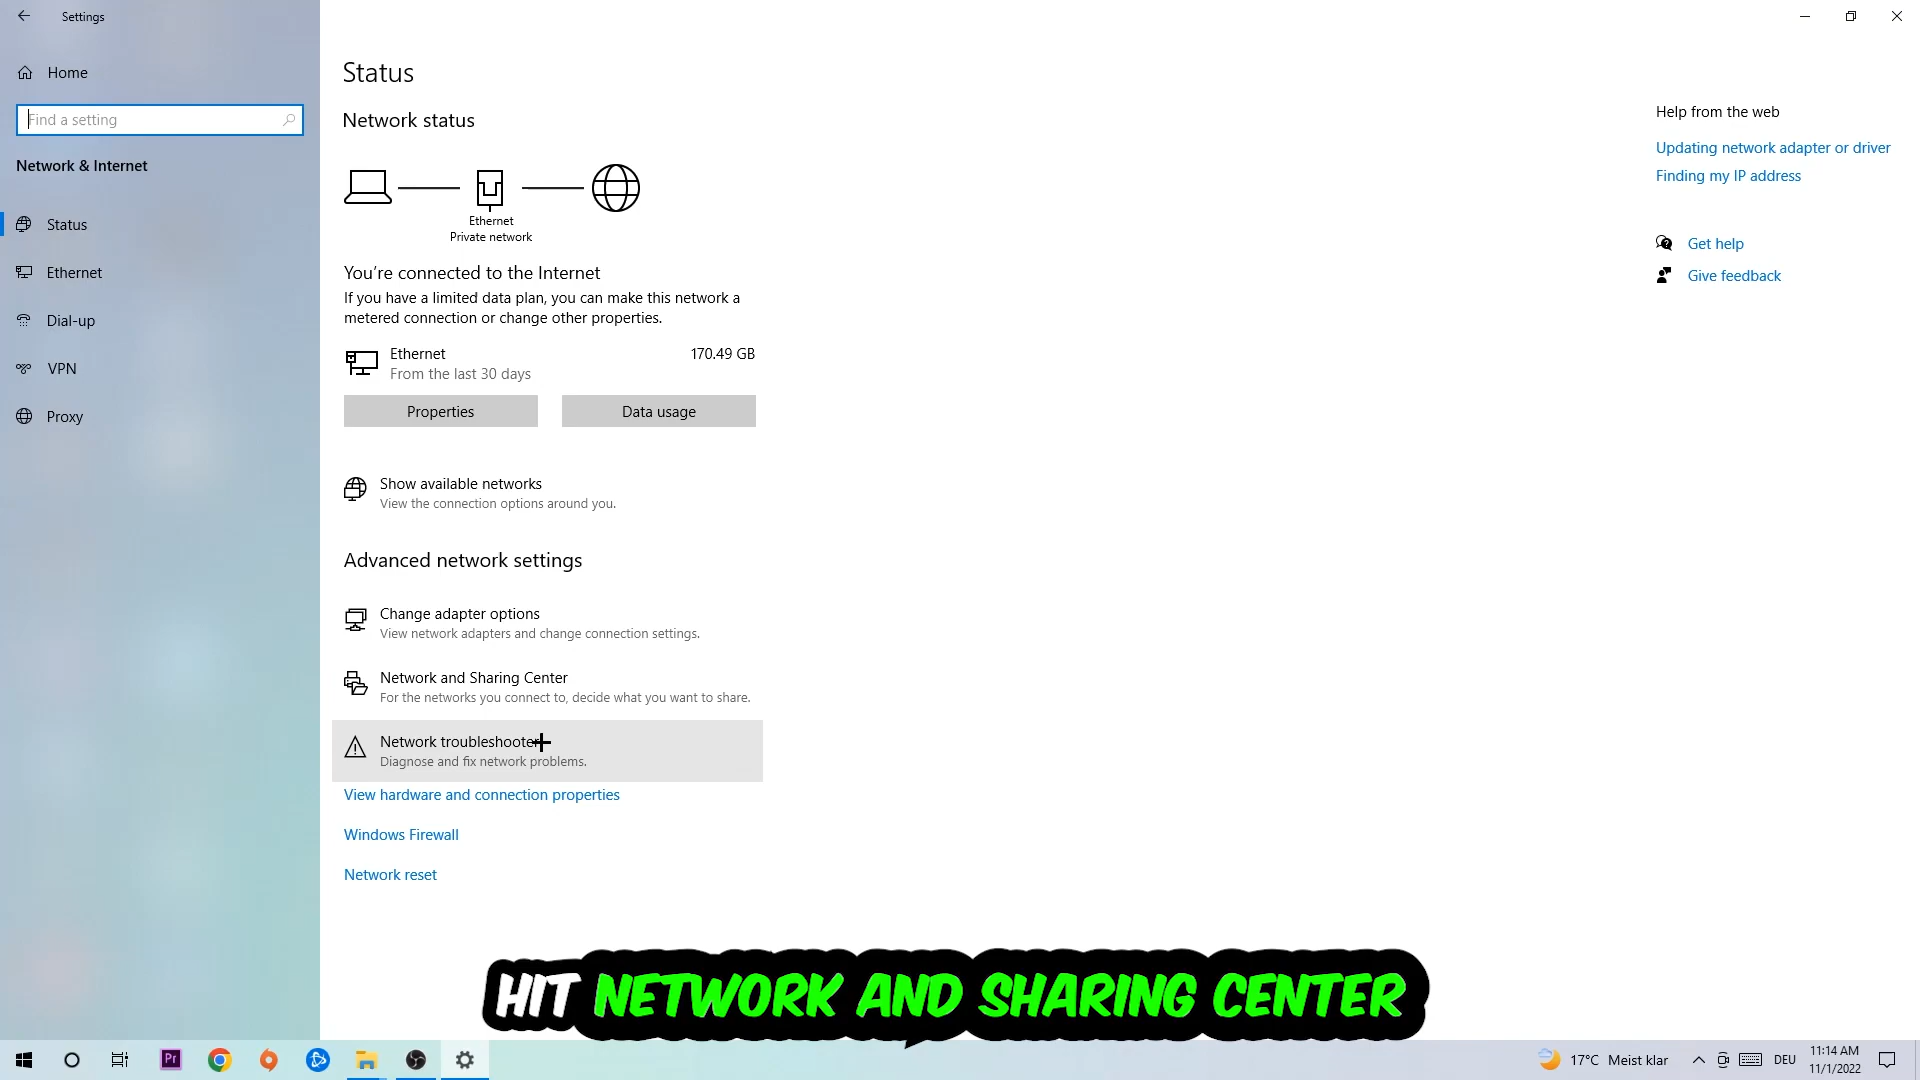 Settings
Home
Find a setting
Network & Internet
Status
Ethernet
Dial-up
VPN
Proxy
Status
Network status
Ethernet
Private network
You're connected to the Internet
If you have a limited data plan, you can make this network a
metered connection or change other properties.
Ethernet
170.49 GB
From the last 30 days
Properties
Data usage
Show available networks
View the connection options around you.
Advanced network settings
Change adapter options
View network adapters and change connection settings.
Network and Sharing Center
For the networks you connect to, decide what you want to share.
Network troubleshooter
Diagnose and fix network problems.
View hardware and connection properties
Windows Firewall
Network reset
Help from the web
Updating network adapter or driver
Finding my IP address
Get help
Give feedback
HIT NETWORK AND SHARING CENTER
Pr
17°C Meist klar
DEU
11:14 AM
11/1/2022